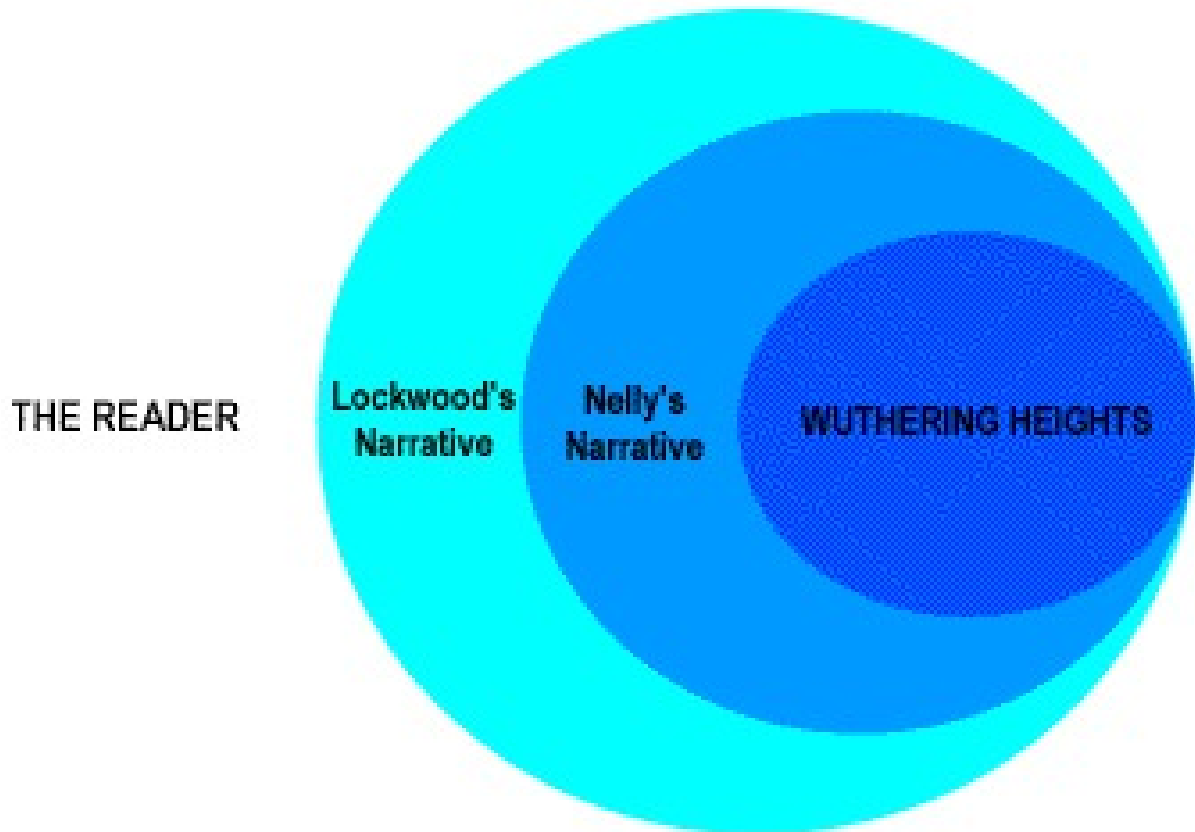 THE READER
Lockwood's
Narrative
Nelly's
Narrative
WUTHERING HEIGHTS